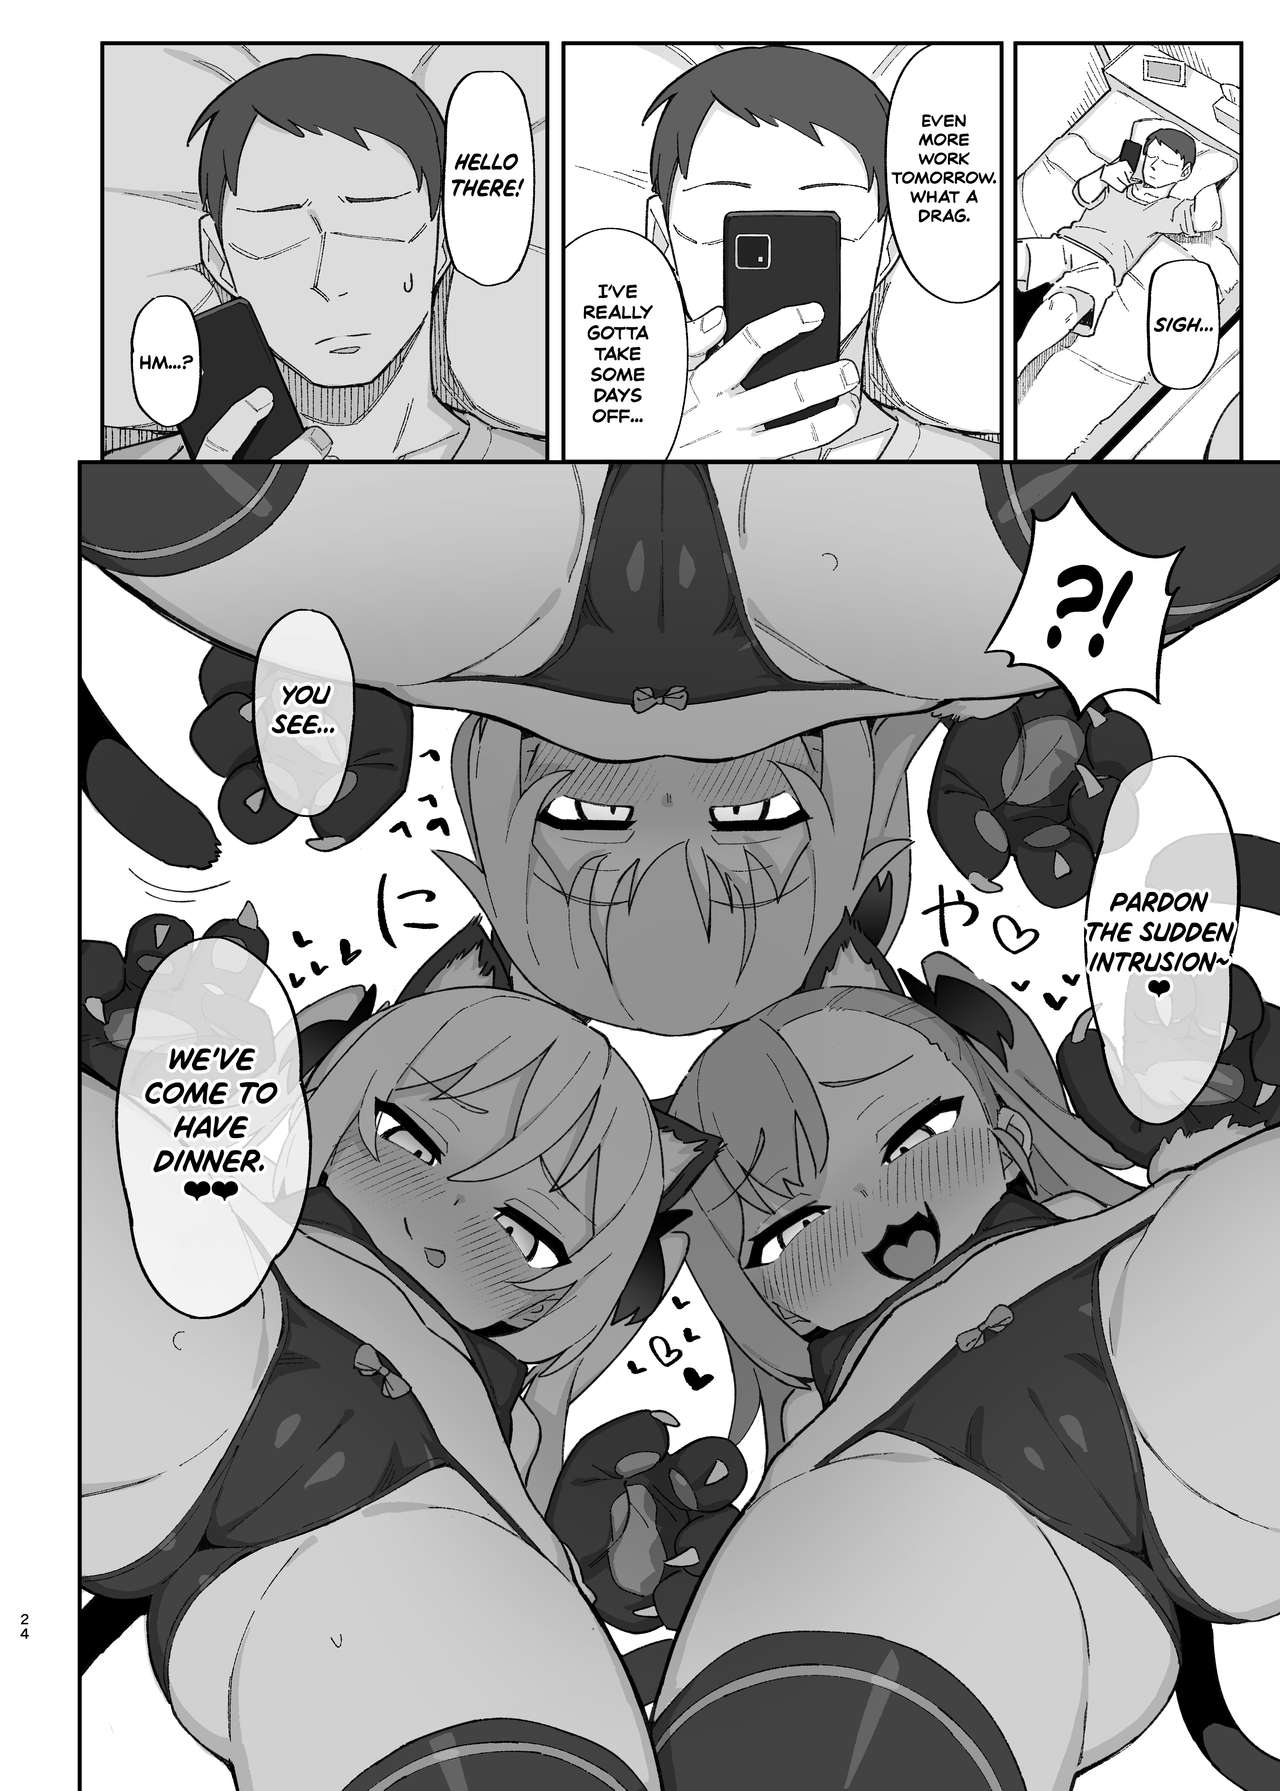 SIGH...
EVEN
MORE
WORK
TOMORROW.
WHAT A
DRAG.
I'VE
REALLY
GOTTA
TAKE
SOME
DAYS
OFF...
HELLO
THERE!
HM...?
?!
PARDON
THE SUDDEN
INTRUSION~
❤
YOU
SEE...
WE'VE
COME TO
HAVE
DINNER.
❤❤
に
や♡
24